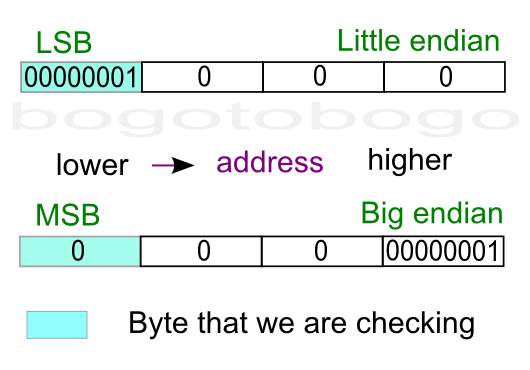 LSB Little endian
00000001 0 0 0
bogotobogo
lower address higher
MSB Big endian
0 0 0 00000001
Byte that we are checking